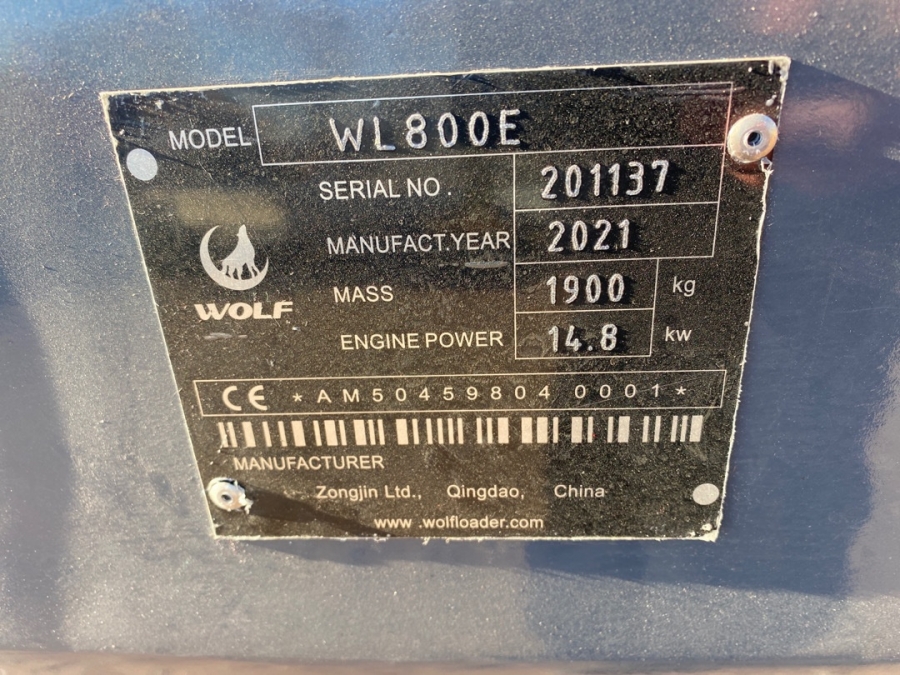 MODEL WL800E
SERIAL NO. 201137
MANUFACT.YEAR 2021
WOLF
MASS 1900 kg
ENGINE POWER 14.8 kw
CE *AM50459804 0001*
MANUFACTURER
Zongjin Ltd., Qingdao, China
www .wolfloader.com